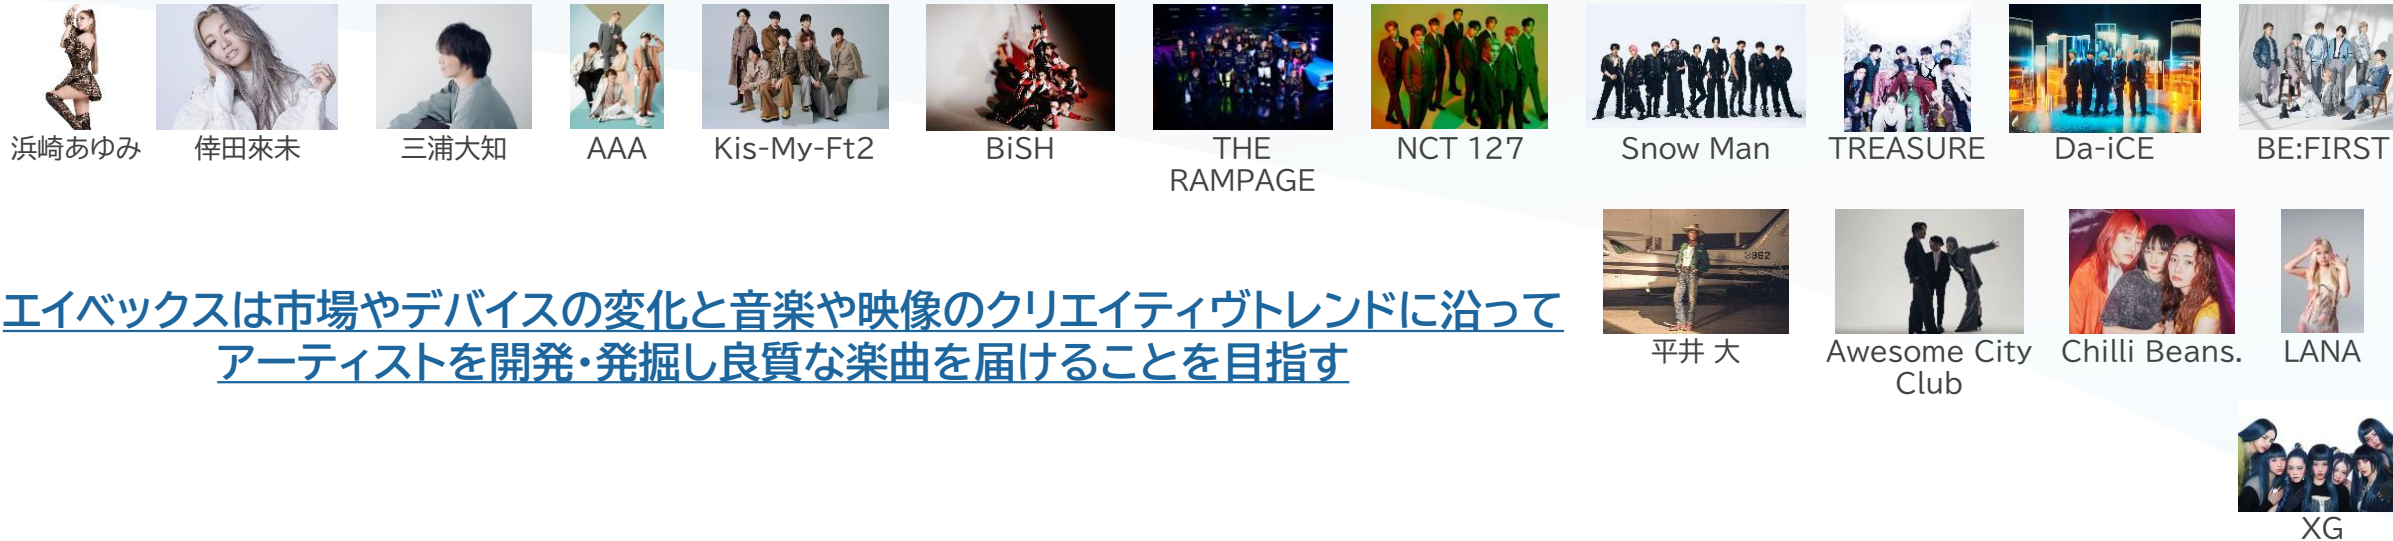 浜崎あゆみ
倖田來未
三浦大知
AAA
Kis-My-Ft2
BiSH
THE
RAMPAGE
NCT 127
Snow Man
TREASURE
Da-iCE
BE:FIRST
エイベックスは市場やデバイスの変化と音楽や映像のクリエイティヴトレンドに沿って
アーティストを開発・発掘し良質な楽曲を届けることを目指す
平井 大
Awesome City
Club
Chilli Beans.
LANA
XG